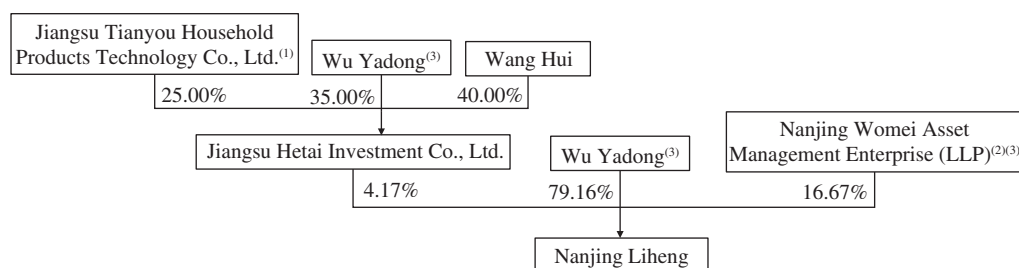 Jiangsu Tianyou Household
Products Technology Co., Ltd.(1)
Wu Yadong(3)
Wang Hui
25.00%
35.00%
40.00%
Jiangsu Hetai Investment Co., Ltd.
Wu Yadong(3)
Nanjing Womei Asset
Management Enterprise (LLP)(2)(3)
4.17%
79.16%
16.67%
Nanjing Liheng